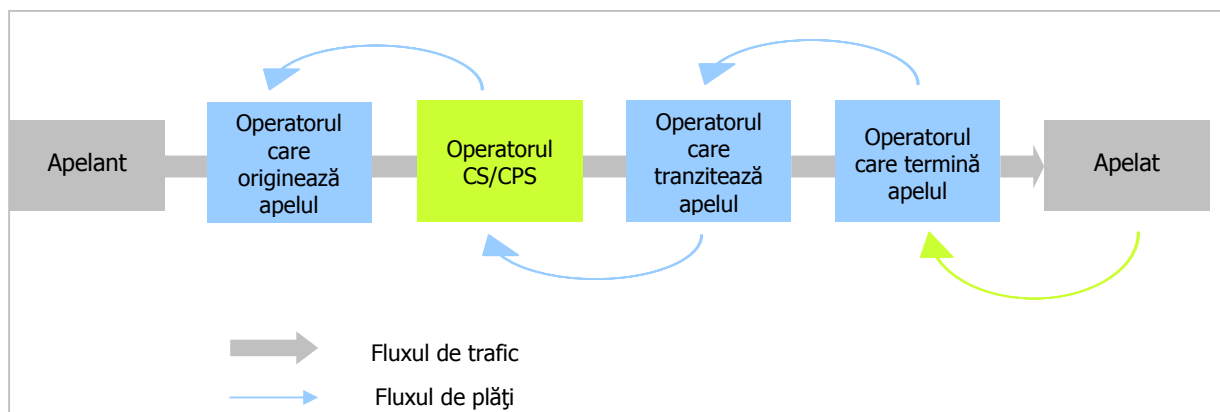 Apelant
Operatorul
care
originează
apelul
Operatorul
CS/CPS
Operatorul
care
tranzitează
apelul
Operatorul
care termină
apelul
Apelat
Fluxul de trafic
Fluxul de plăţi